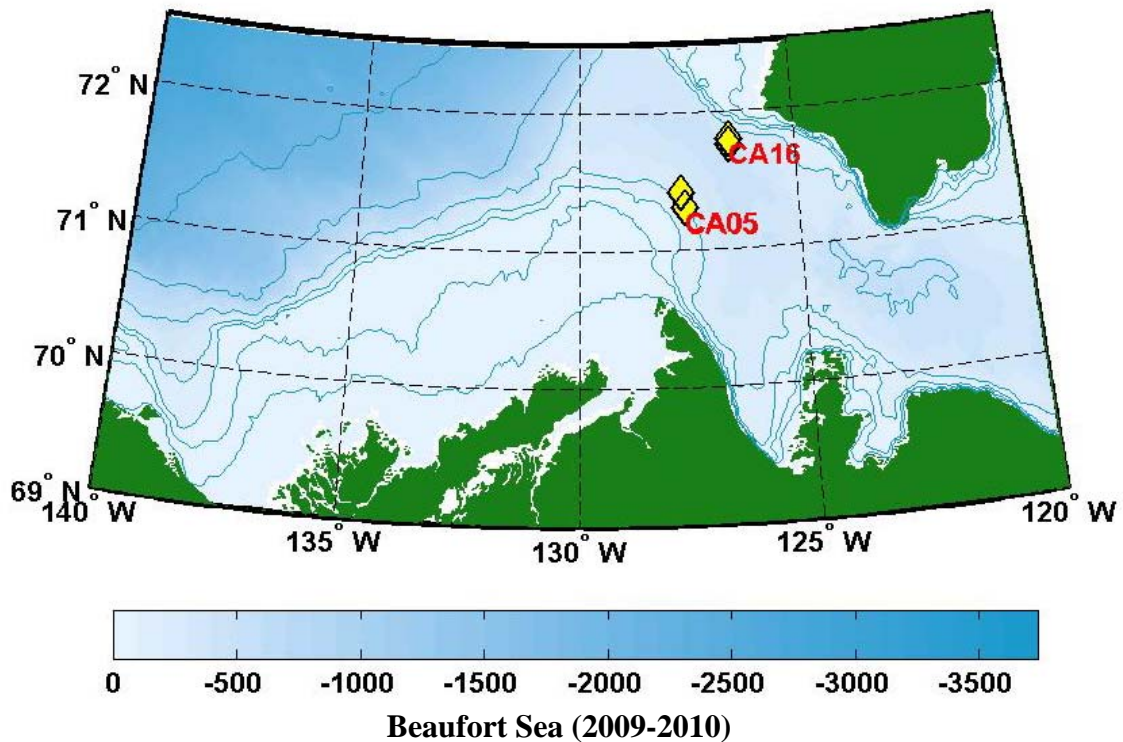 72° N
CA16
71° N
CA05
70° N
69° N
140° W
135° W
130° W
125° W
120° W
0 -500 -1000 -1500 -2000 -2500 -3000 -3500
Beaufort Sea (2009-2010)